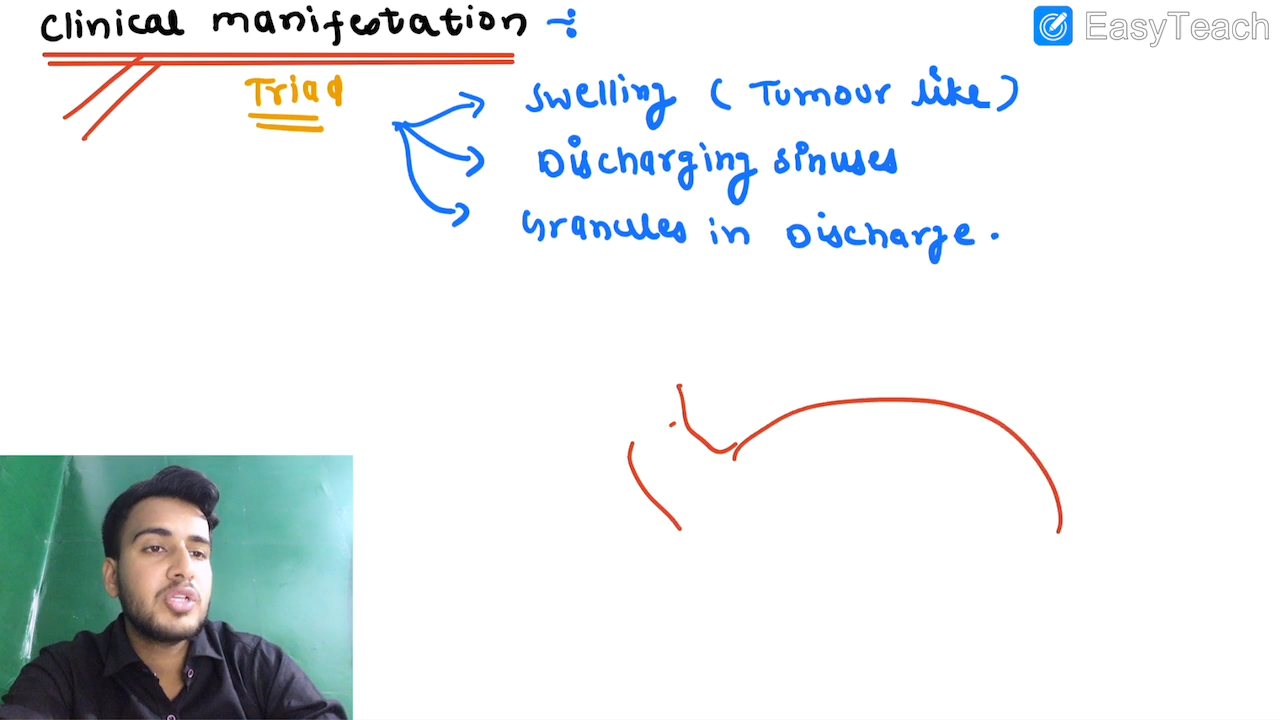 Clinical manifestation :-
EasyTeach
Triad
Swelling (Tumour like)
Discharging sinuses
Granules in Discharge.